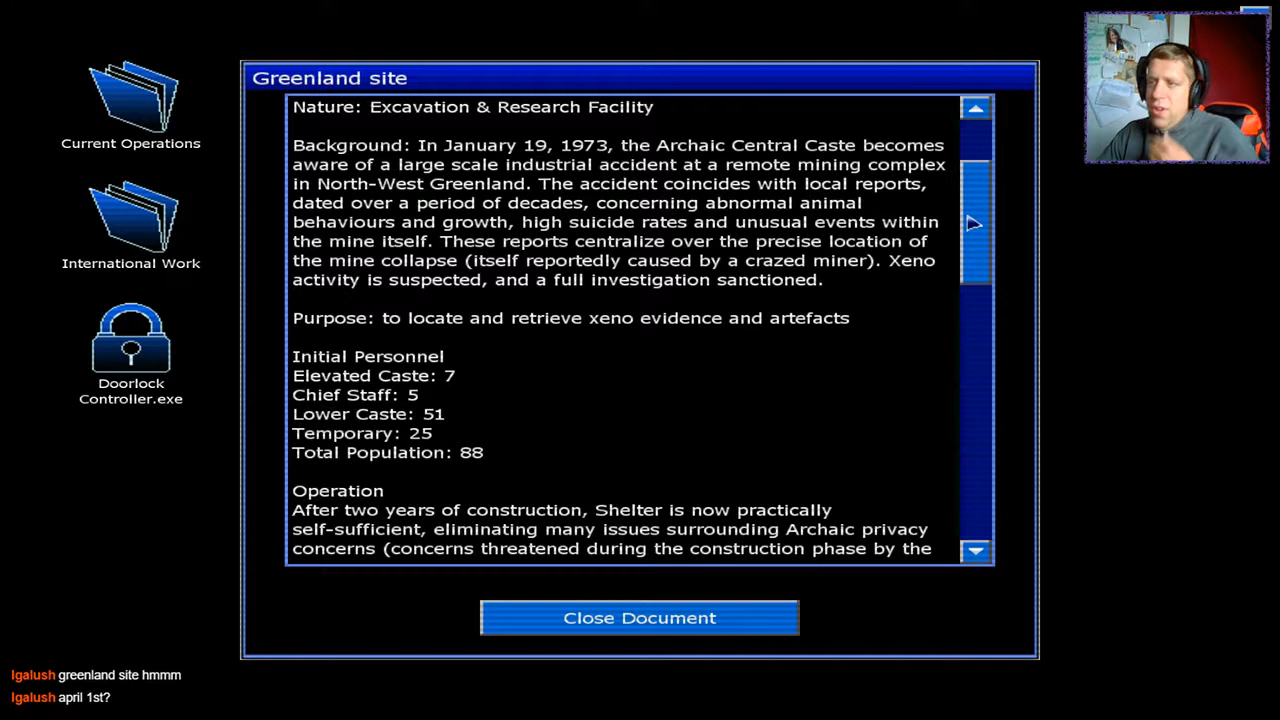 Greenland site
Nature: Excavation & Research Facility
Background: In January 19, 1973, the Archaic Central Caste becomes
aware of a large scale industrial accident at a remote mining complex
in North-West Greenland. The accident coincides with local reports,
dated over a period of decades, concerning abnormal animal
behaviours and growth, high suicide rates and unusual events within
the mine itself. These reports centralize over the precise location of
the mine collapse (itself reportedly caused by a crazed miner). Xeno
activity is suspected, and a full investigation sanctioned.
Purpose: to locate and retrieve xeno evidence and artefacts
Initial Personnel
Elevated Caste: 7
Chief Staff: 5
Lower Caste: 51
Temporary: 25
Total Population: 88
Operation
After two years of construction, Shelter is now practically
self-sufficient, eliminating many issues surrounding Archaic privacy
concerns (concerns threatened during the construction phase by the
Close Document
Current Operations
International Work
Doorlock
Controller.exe
Igalush greenland site hmmm
Igalush april 1st?